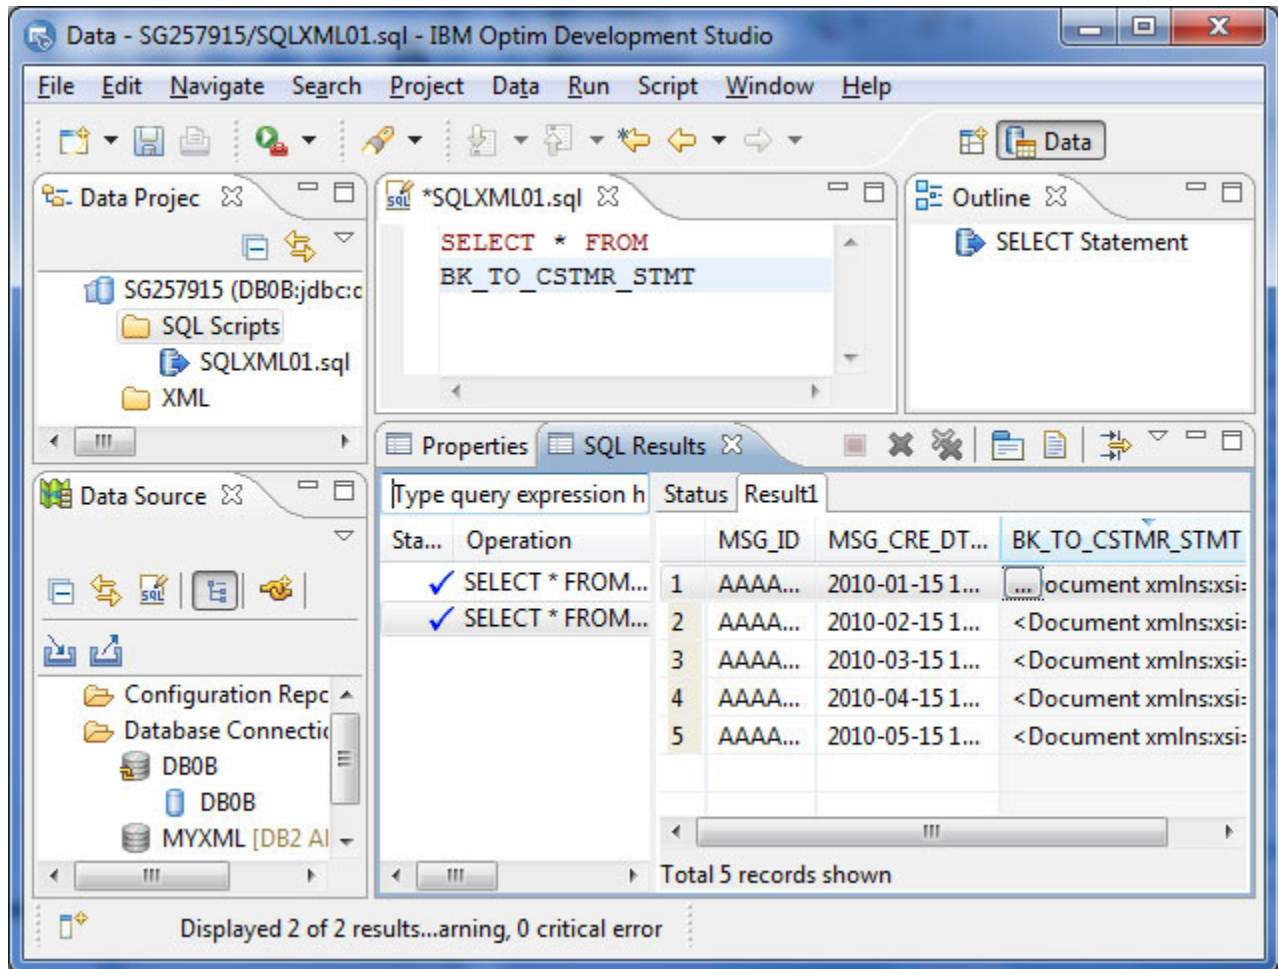 Data - SG257915/SQLXML01.sql - IBM Optim Development Studio
File Edit Navigate Search Project Data Run Script Window Help
Data
Data Projec
SG257915 (DB0B:jdbc:c
SQL Scripts
SQLXML01.sql
XML
*SQLXML01.sql
SELECT * FROM
BK_TO_CSTMR_STMT
Outline
SELECT Statement
Data Source
Configuration Repc
Database Connectic
DB0B
DB0B
MYXML [DB2 Al
Properties SQL Results
Type query expression h
Sta... Operation
SELECT * FROM...
SELECT * FROM...
Status Result1
MSG_ID MSG_CRE_DT... BK_TO_CSTMR_STMT
1 AAAA... 2010-01-15 1... ... ocument xmlns:xsi=
2 AAAA... 2010-02-15 1... <Document xmlns:xsi=
3 AAAA... 2010-03-15 1... <Document xmlns:xsi=
4 AAAA... 2010-04-15 1... <Document xmlns:xsi=
5 AAAA... 2010-05-15 1... <Document xmlns:xsi=
Total 5 records shown
Displayed 2 of 2 results...arning, 0 critical error